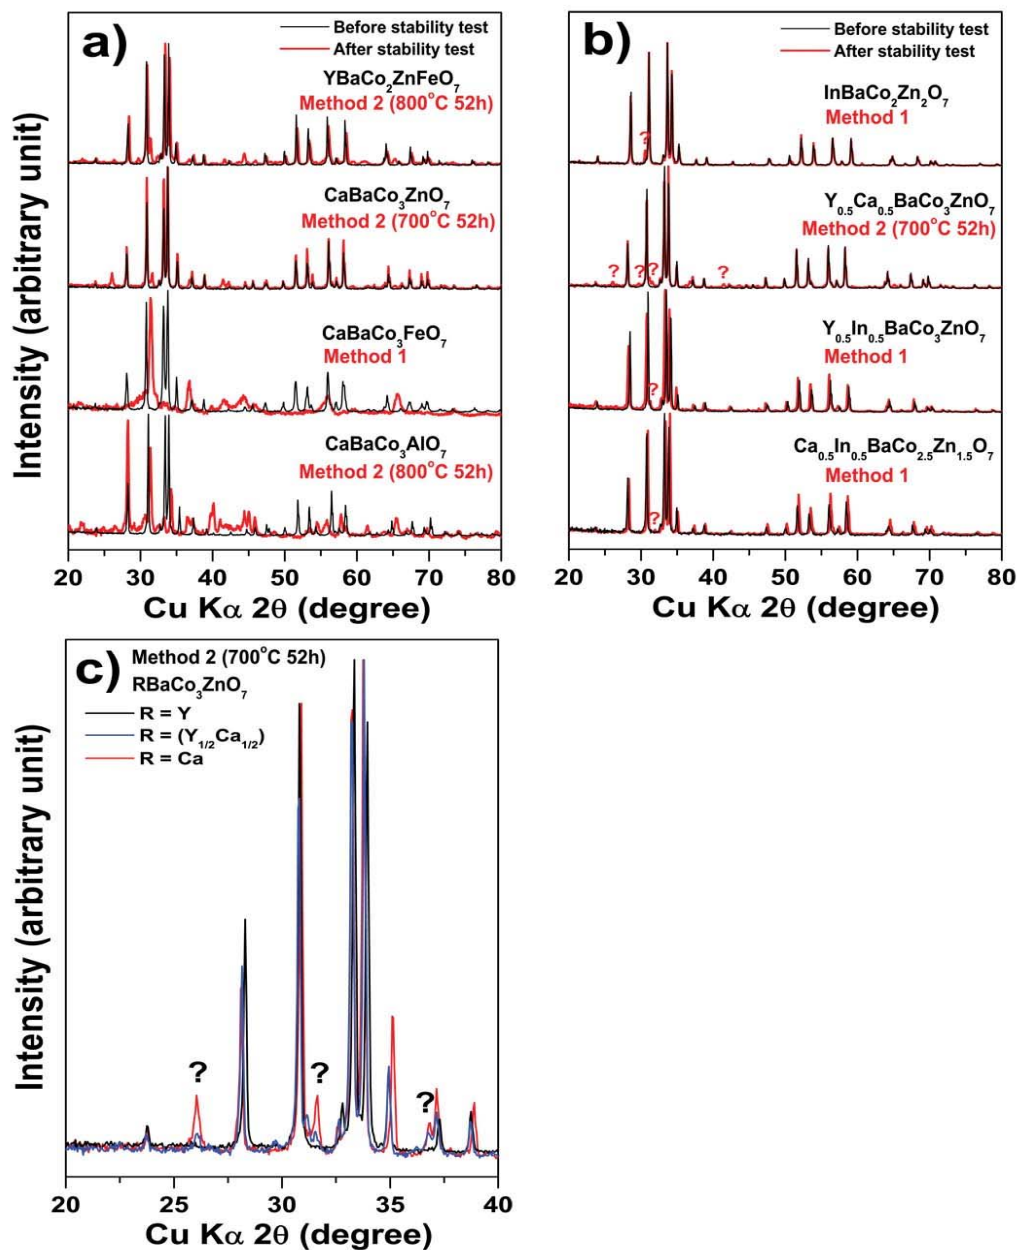 a)
Before stability test
After stability test
YBaCo₂ZnFeO₇
Method 2 (800°C 52h)
CaBaCo₃ZnO₇
Method 2 (700°C 52h)
CaBaCo₃FeO₇
Method 1
CaBaCo₃AlO₇
Method 2 (800°C 52h)
Intensity (arbitrary unit)
20 30 40 50 60 70 80
Cu Kα 2θ (degree)
b)
Before stability test
After stability test
InBaCo₂Zn₂O₇
Method 1
?
Y₀.₅Ca₀.₅BaCo₃ZnO₇
Method 2 (700°C 52h)
? ? ? ?
Y₀.₅In₀.₅BaCo₃ZnO₇
Method 1
?
Ca₀.₅In₀.₅BaCo₂.₅Zn₁.₅O₇
Method 1
?
20 30 40 50 60 70 80
Cu Kα 2θ (degree)
c)
Method 2 (700°C 52h)
RBaCo₃ZnO₇
R = Y
R = (Y₁/₂Ca₁/₂)
R = Ca
? ? ?
Intensity (arbitrary unit)
20 25 30 35 40
Cu Kα 2θ (degree)